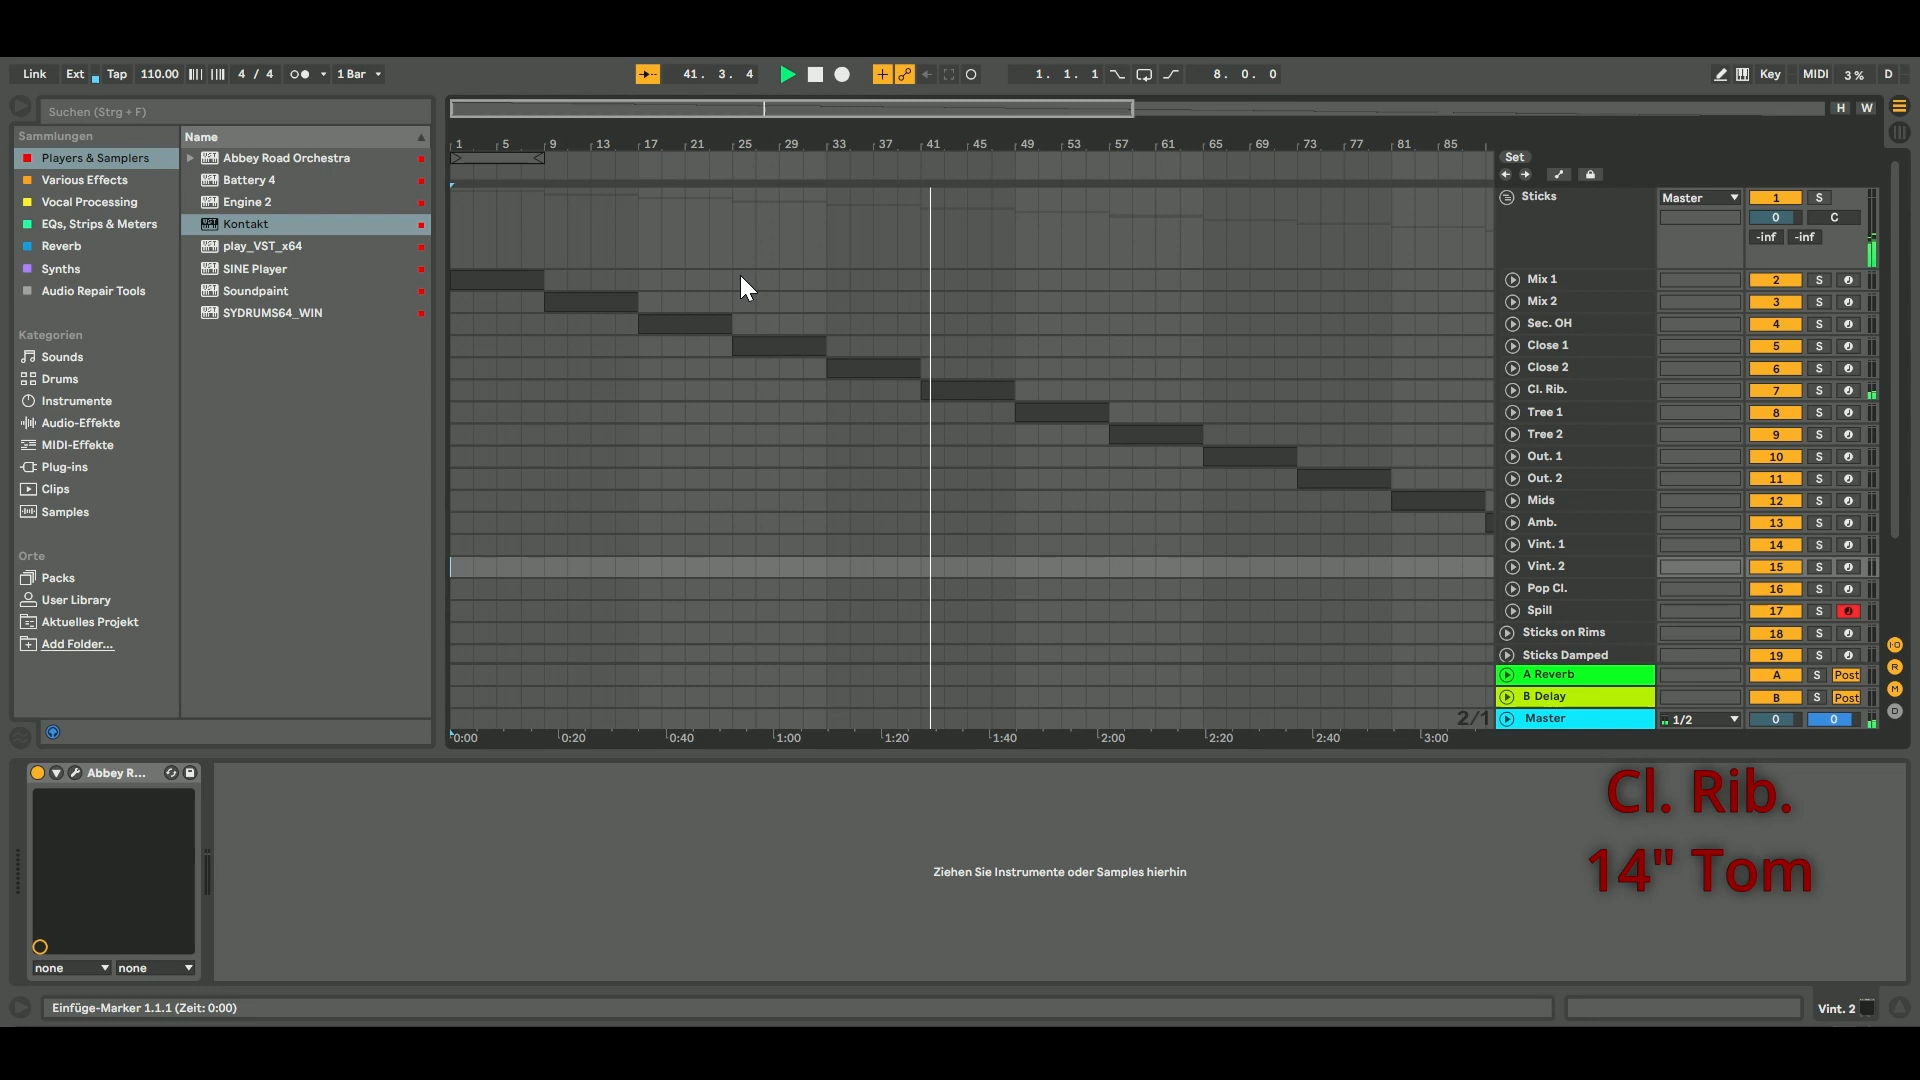 Link Ext Tap 110.00 4 / 4 1 Bar 41. 3. 4 1. 1. 1 8. 0. 0 Key MIDI 3 % D
Suchen (Strg + F)
H W
Sammlungen
Players & Samplers
Various Effects
Vocal Processing
EQs, Strips & Meters
Reverb
Synths
Audio Repair Tools
Kategorien
Sounds
Drums
Instrumente
Audio-Effekte
MIDI-Effekte
Plug-ins
Clips
Samples
Orte
Packs
User Library
Aktuelles Projekt
Add Folder...
Name
Abbey Road Orchestra
Battery 4
Engine 2
Kontakt
play_VST_x64
SINE Player
Soundpaint
SYDRUMS64_WIN
1 5 9 13 17 21 25 29 33 37 41 45 49 53 57 61 65 69 73 77 81 85
Set
Sticks Master 1 S
0 C
-inf -inf
Mix 1 2 S
Mix 2 3 S
Sec. OH 4 S
Close 1 5 S
Close 2 6 S
Cl. Rib. 7 S
Tree 1 8 S
Tree 2 9 S
Out. 1 10 S
Out. 2 11 S
Mids 12 S
Amb. 13 S
Vint. 1 14 S
Vint. 2 15 S
Pop Cl. 16 S
Spill 17 S
Sticks on Rims 18 S
Sticks Damped 19 S
A Reverb A S Post
B Delay B S Post
2/1 Master 1/2 0 0
I·O
R
M
D
0:00 0:20 0:40 1:00 1:20 1:40 2:00 2:20 2:40 3:00
Abbey R...
none none
Ziehen Sie Instrumente oder Samples hierhin
Cl. Rib.
14" Tom
Einfüge-Marker 1.1.1 (Zeit: 0:00)
Vint. 2